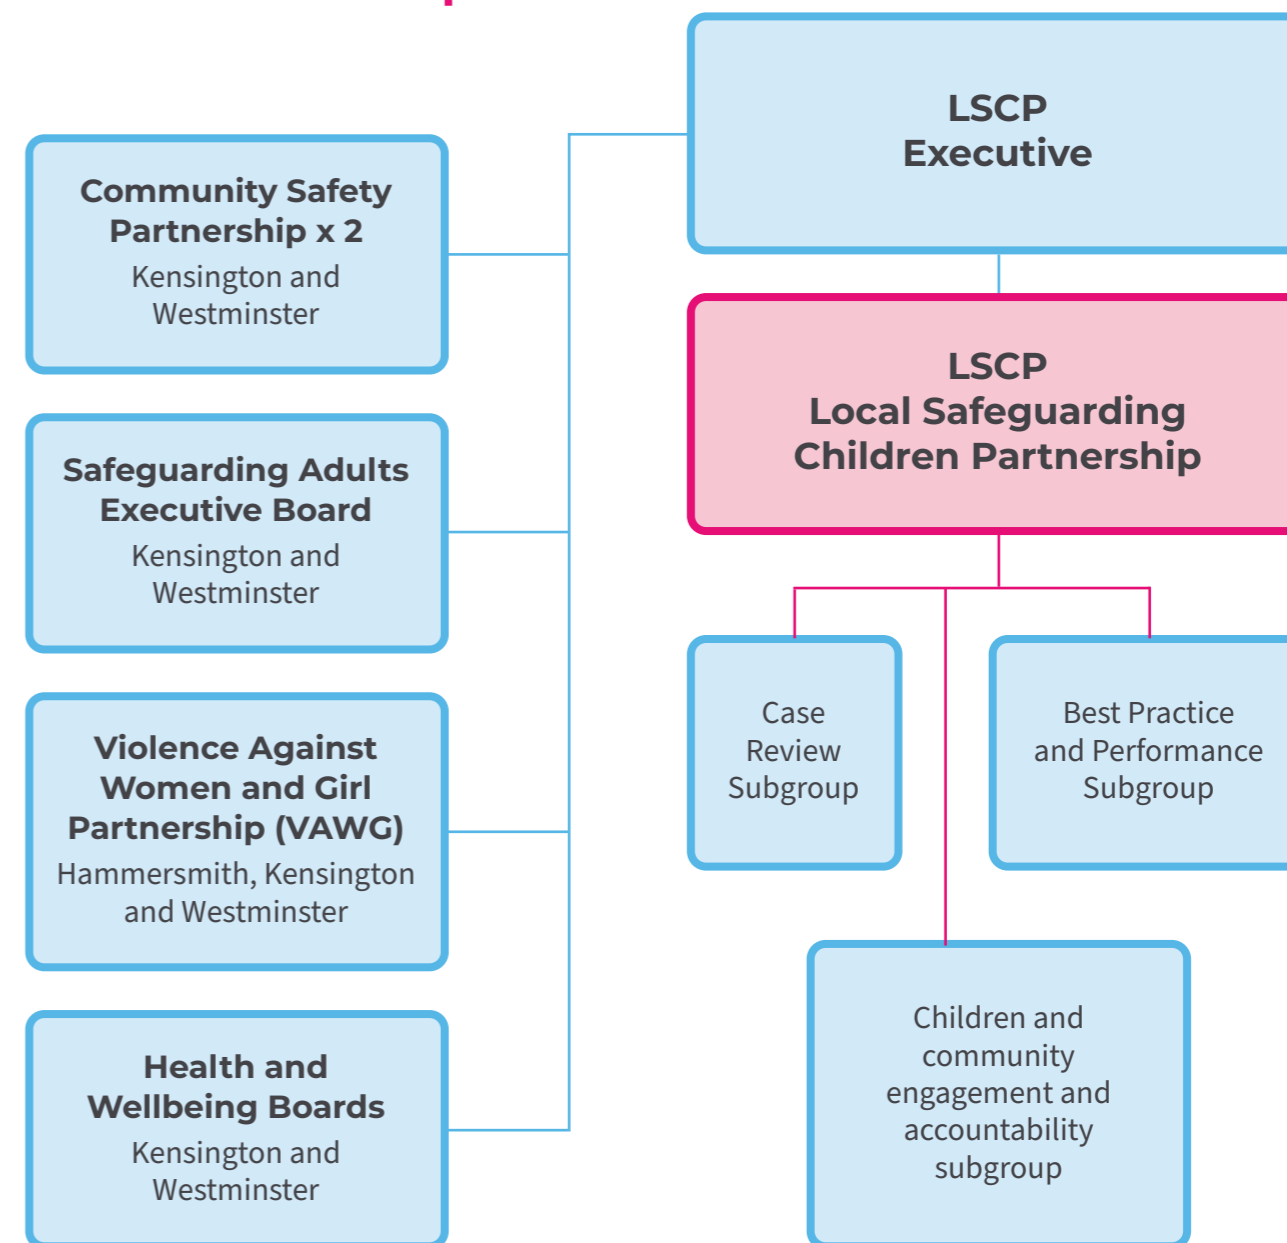 LSCP
Executive
Community Safety
Partnership x 2
Kensington and
Westminster
LSCP
Local Safeguarding
Children Partnership
Safeguarding Adults
Executive Board
Kensington and
Westminster
Violence Against
Women and Girl
Partnership (VAWG)
Hammersmith, Kensington
and Westminster
Case
Review
Subgroup
Best Practice
and Performance
Subgroup
Health and
Wellbeing Boards
Kensington and
Westminster
Children and
community
engagement and
accountability
subgroup